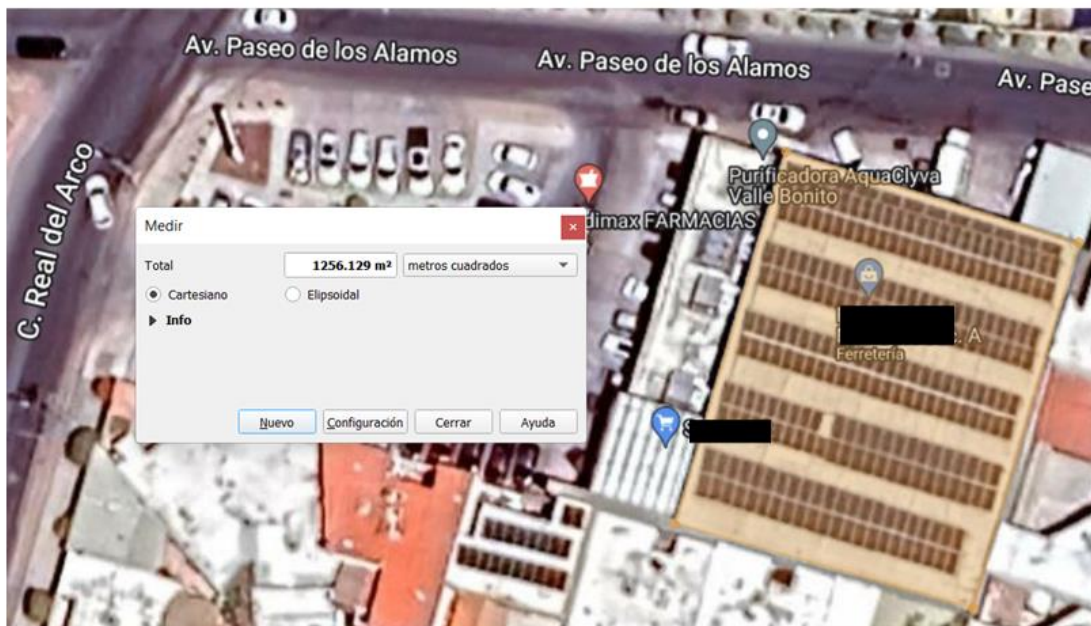 Av. Paseo de los Alamos
Av. Paseo de los Alamos
Av. Pase
C. Real del Arco
Purificadora AquaClyva
Valle Bonito
dimax FARMACIAS
Medir
Total
1256.129 m²
metros cuadrados
Cartesiano
Elipsoidal
Info
Nuevo
Configuración
Cerrar
Ayuda
A
Ferretería
S